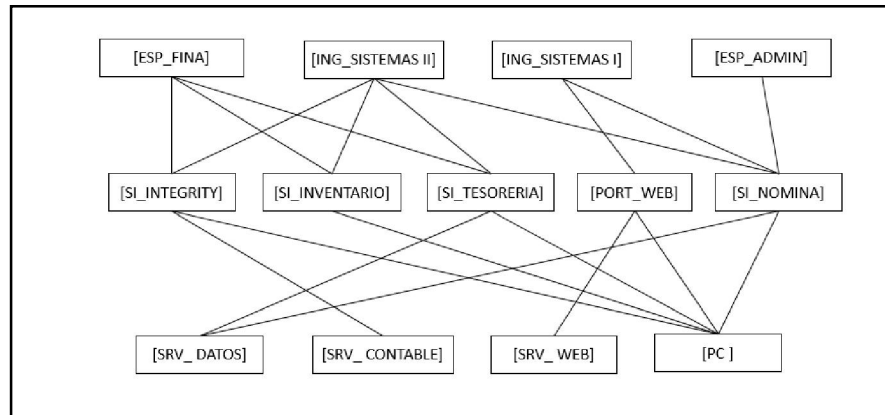 [ESP_FINA]
[ING_SISTEMAS II]
[ING_SISTEMAS I]
[ESP_ADMIN]
[SI_INTEGRITY]
[SI_INVENTARIO]
[SI_TESORERIA]
[PORT_WEB]
[SI_NOMINA]
[SRV_ DATOS]
[SRV_ CONTABLE]
[SRV_ WEB]
[PC ]